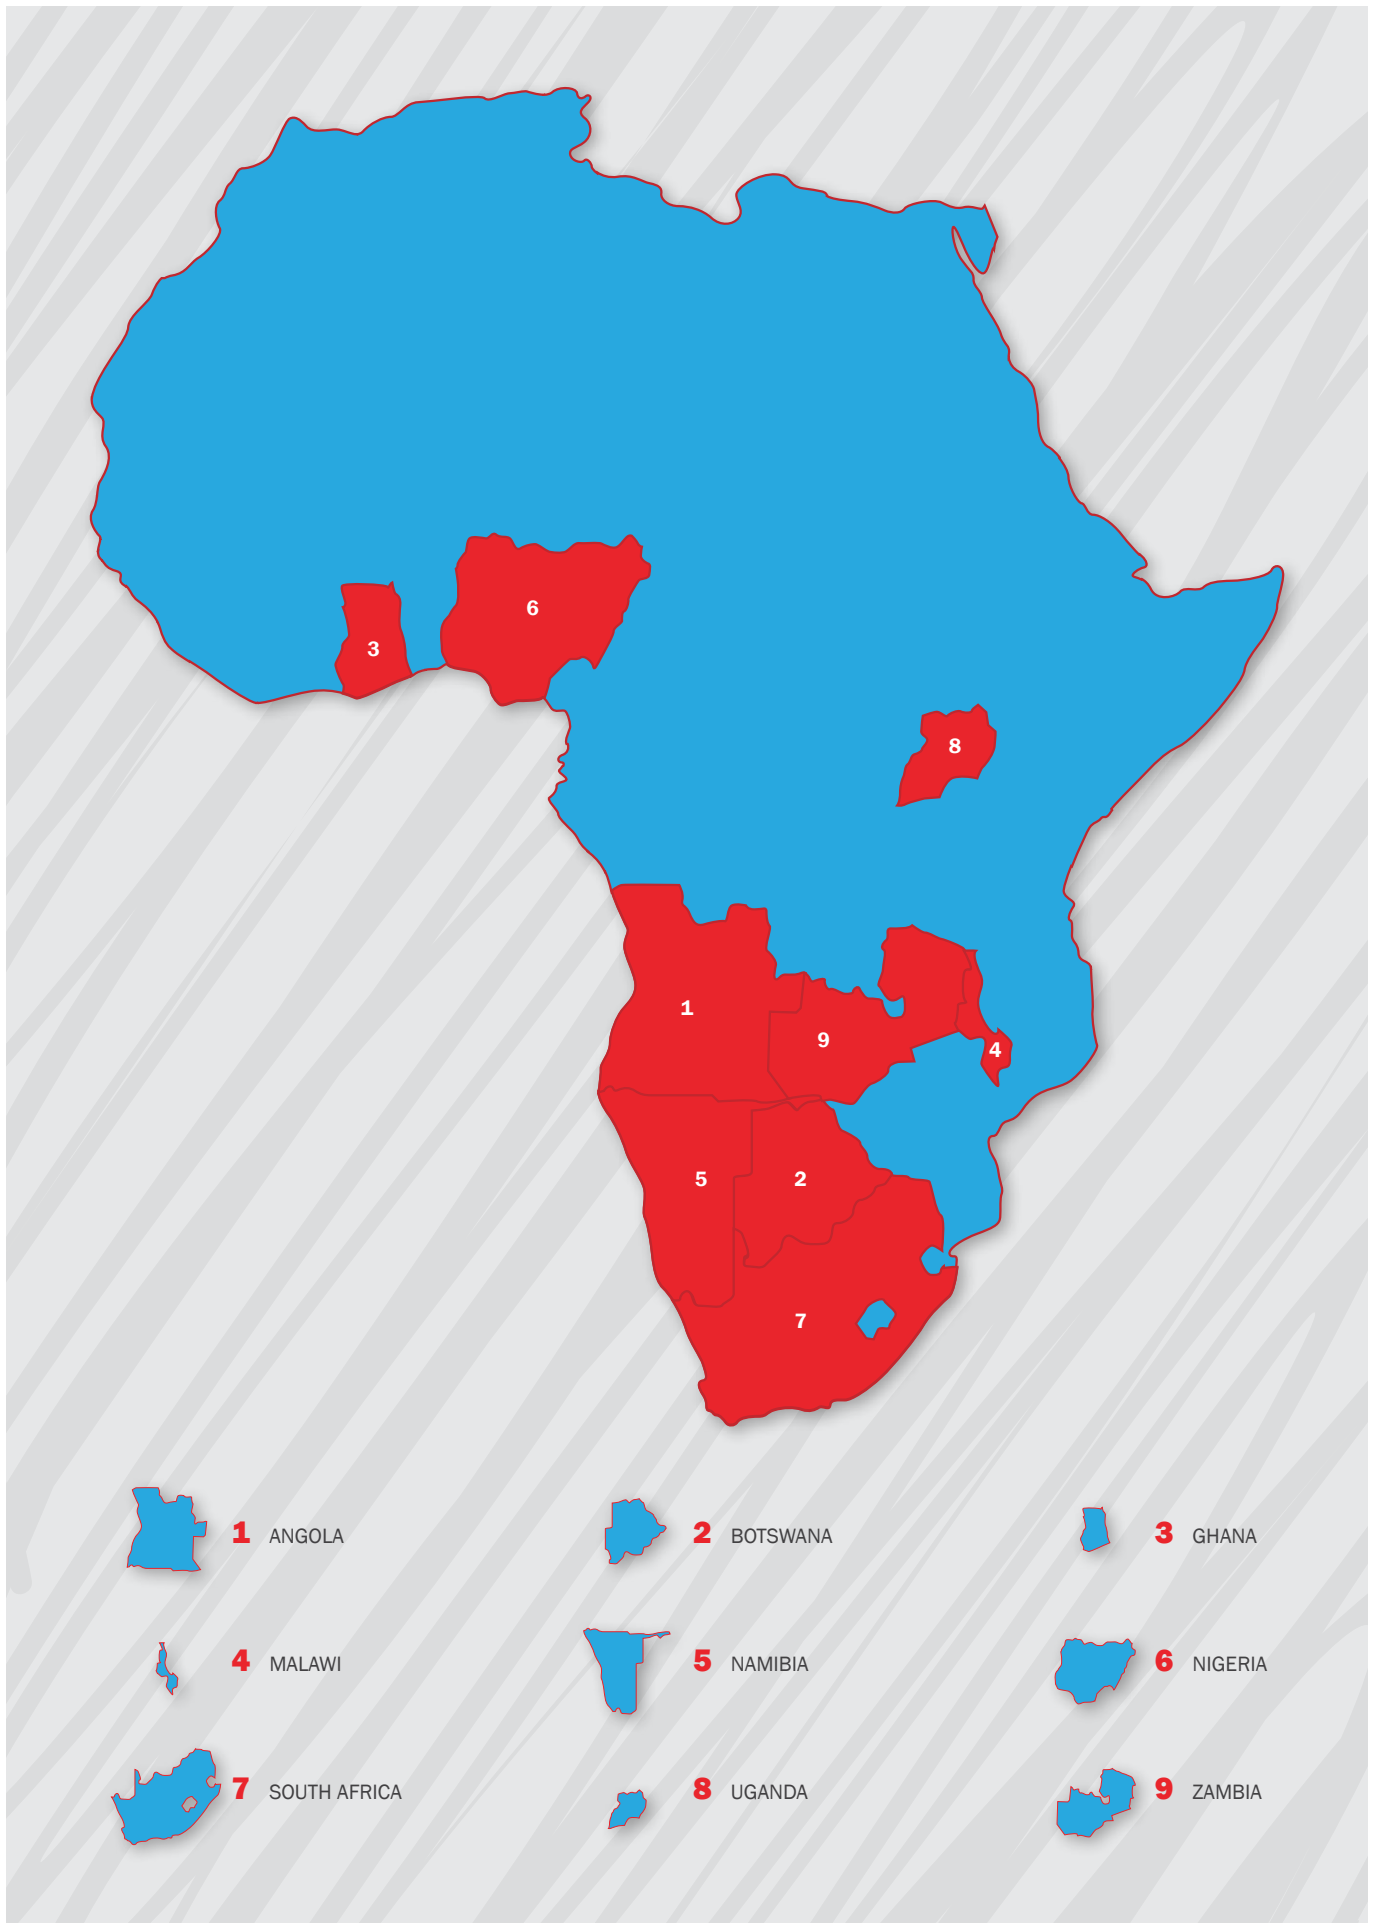 6
3
8
1
9
4
5
2
7
1 ANGOLA
2 BOTSWANA
3 GHANA
4 MALAWI
5 NAMIBIA
6 NIGERIA
7 SOUTH AFRICA
8 UGANDA
9 ZAMBIA